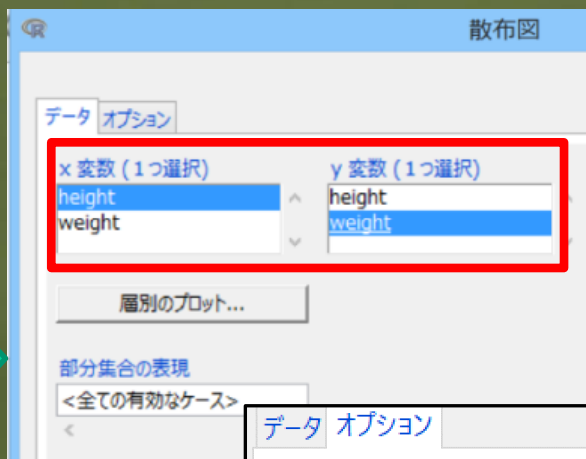 散布図
データ オプション
x 変数 (1つ選択) y 変数 (1つ選択)
height height
weight weight
層別のプロット...
部分集合の表現
<全ての有効なケース>
データ オプション